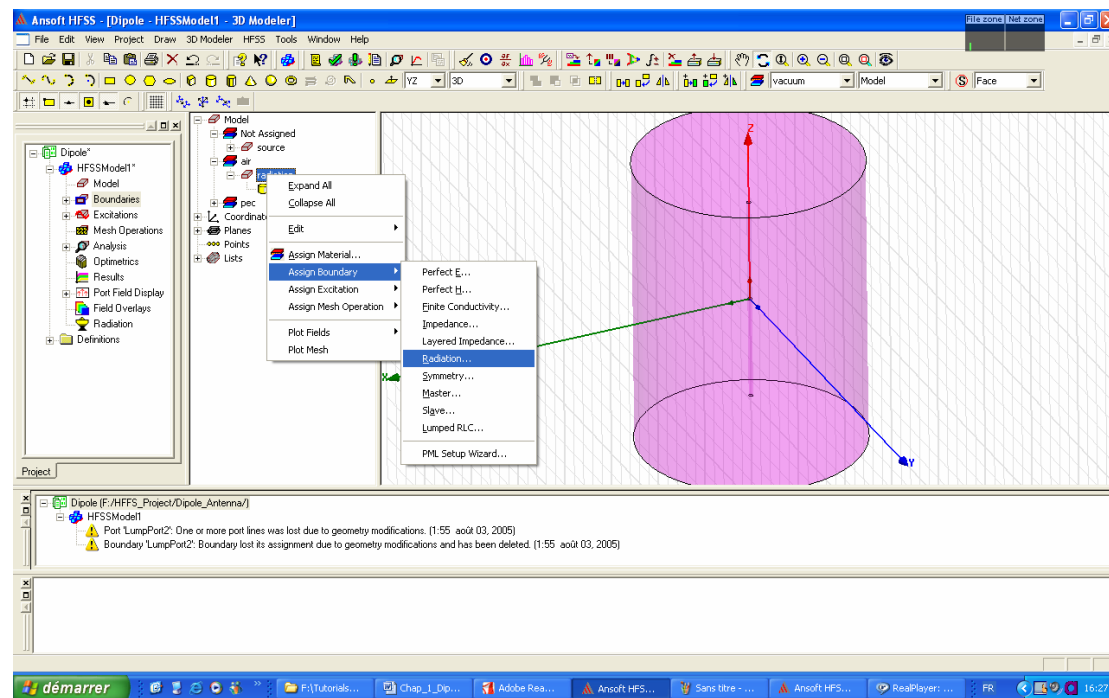 Ansoft HFSS - [Dipole - HFSSModel1 - 3D Modeler]
File zone Net zone
File Edit View Project Draw 3D Modeler HFSS Tools Window Help
YZ 3D vacuum Model Face
Dipole*
HFSSModel1*
Model
Boundaries
Excitations
Mesh Operations
Analysis
Optimetrics
Results
Port Field Display
Field Overlays
Radiation
Definitions
Project
Model
Not Assigned
source
air
pec
Planes
Points
Lists
Expand All
Collapse All
Edit
Assign Material...
Assign Boundary
Assign Excitation
Assign Mesh Operation
Plot Fields
Plot Mesh
Perfect E...
Perfect H...
Finite Conductivity...
Impedance...
Layered Impedance...
Radiation...
Symmetry...
Master...
Slave...
Lumped RLC...
PML Setup Wizard...
Z
X
Y
Dipole (F:/HFFS_Project/Dipole_Antenna/)
HFSSModel1
Port 'LumpPort2': One or more port lines was lost due to geometry modifications. (1:55 août 03, 2005)
Boundary 'LumpPort2': Boundary lost its assignment due to geometry modifications and has been deleted. (1:55 août 03, 2005)
démarrer F:\Tutorials... Chap_1_Dip... Adobe Rea... Ansoft HFS... Sans titre - ... Ansoft HFS... RealPlayer: ... FR 16:27